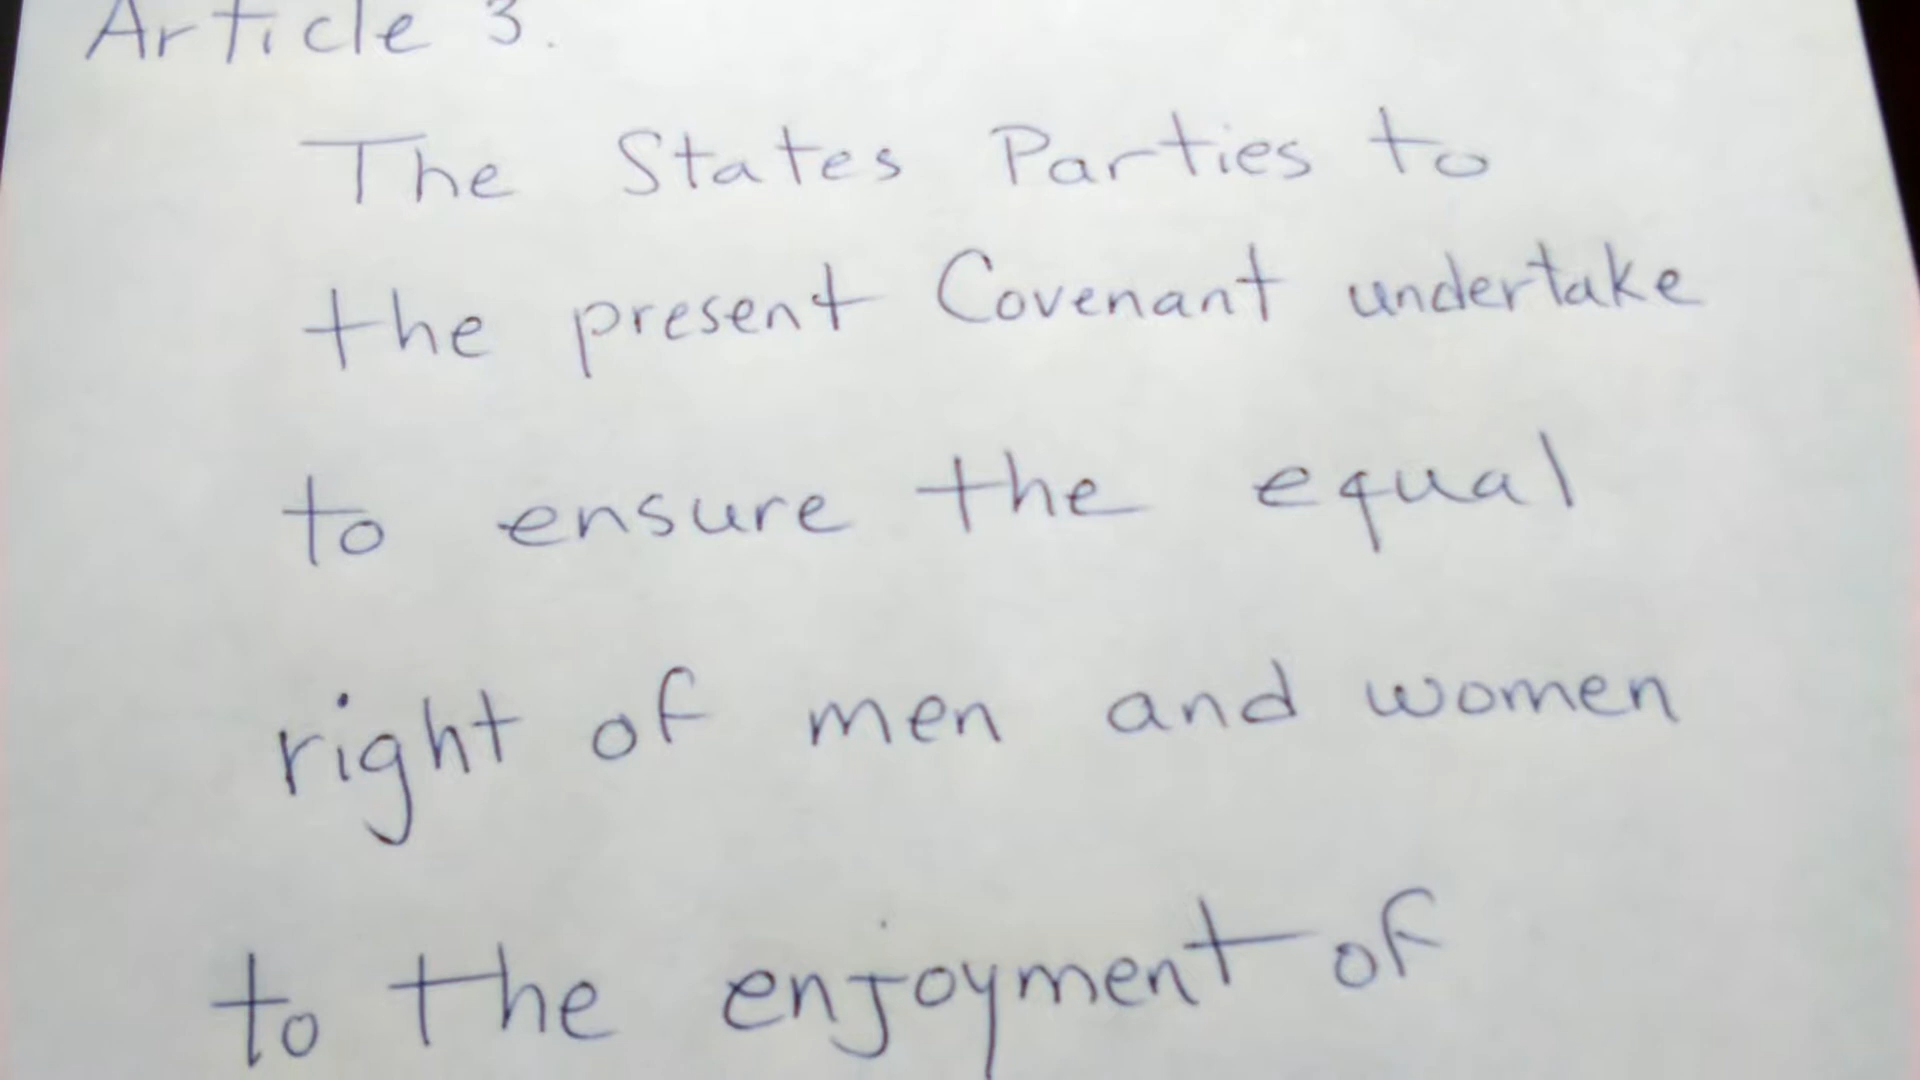 Article 3.
The States Parties to
the present Covenant undertake
to ensure the equal
right of men and women
to the enjoyment of